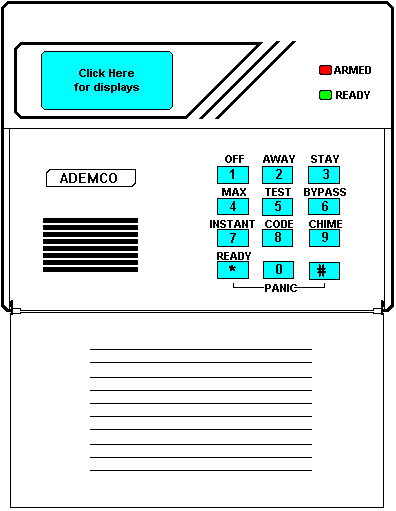 Click Here
for displays
ARMED
READY
ADEMCO
OFF AWAY STAY
1 2 3
MAX TEST BYPASS
4 5 6
INSTANT CODE CHIME
7 8 9
READY
* 0 #
PANIC